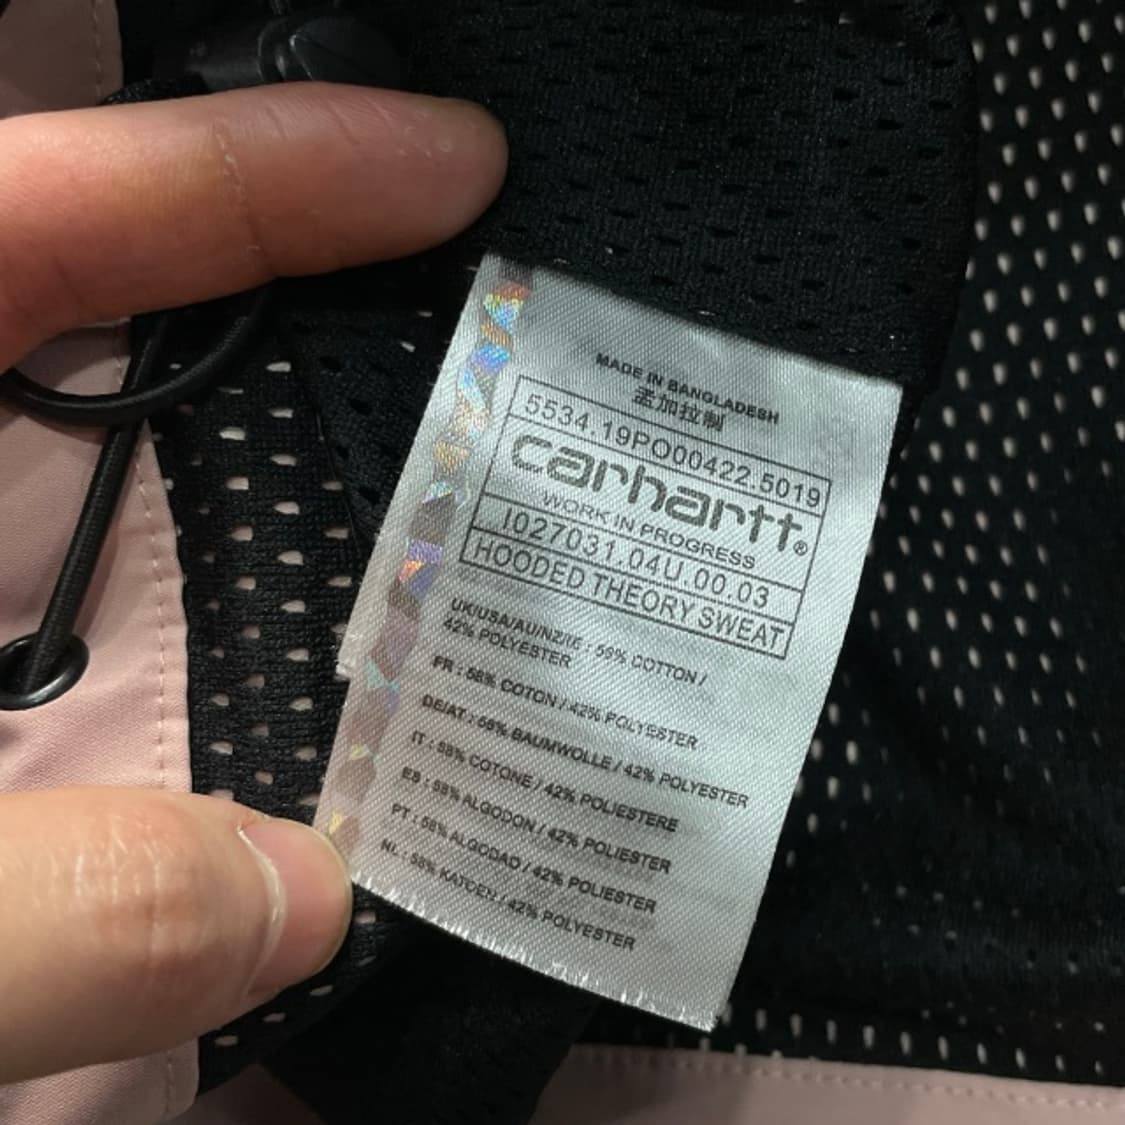 MADE IN BANGLADESH
孟加拉制
5534.19PO00422.5019
carhartt®
WORK IN PROGRESS
I027031.04U.00.03
HOODED THEORY SWEAT
UK/USA/AU/NZ/IE : 58% COTTON /
42% POLYESTER
FR : 58% COTON / 42% POLYESTER
DE/AT : 58% BAUMWOLLE / 42% POLYESTER
IT : 58% COTONE / 42% POLIESTERE
ES : 58% ALGODON / 42% POLIESTER
PT : 58% ALGODAO / 42% POLIESTER
NL : 58% KATOEN / 42% POLYESTER